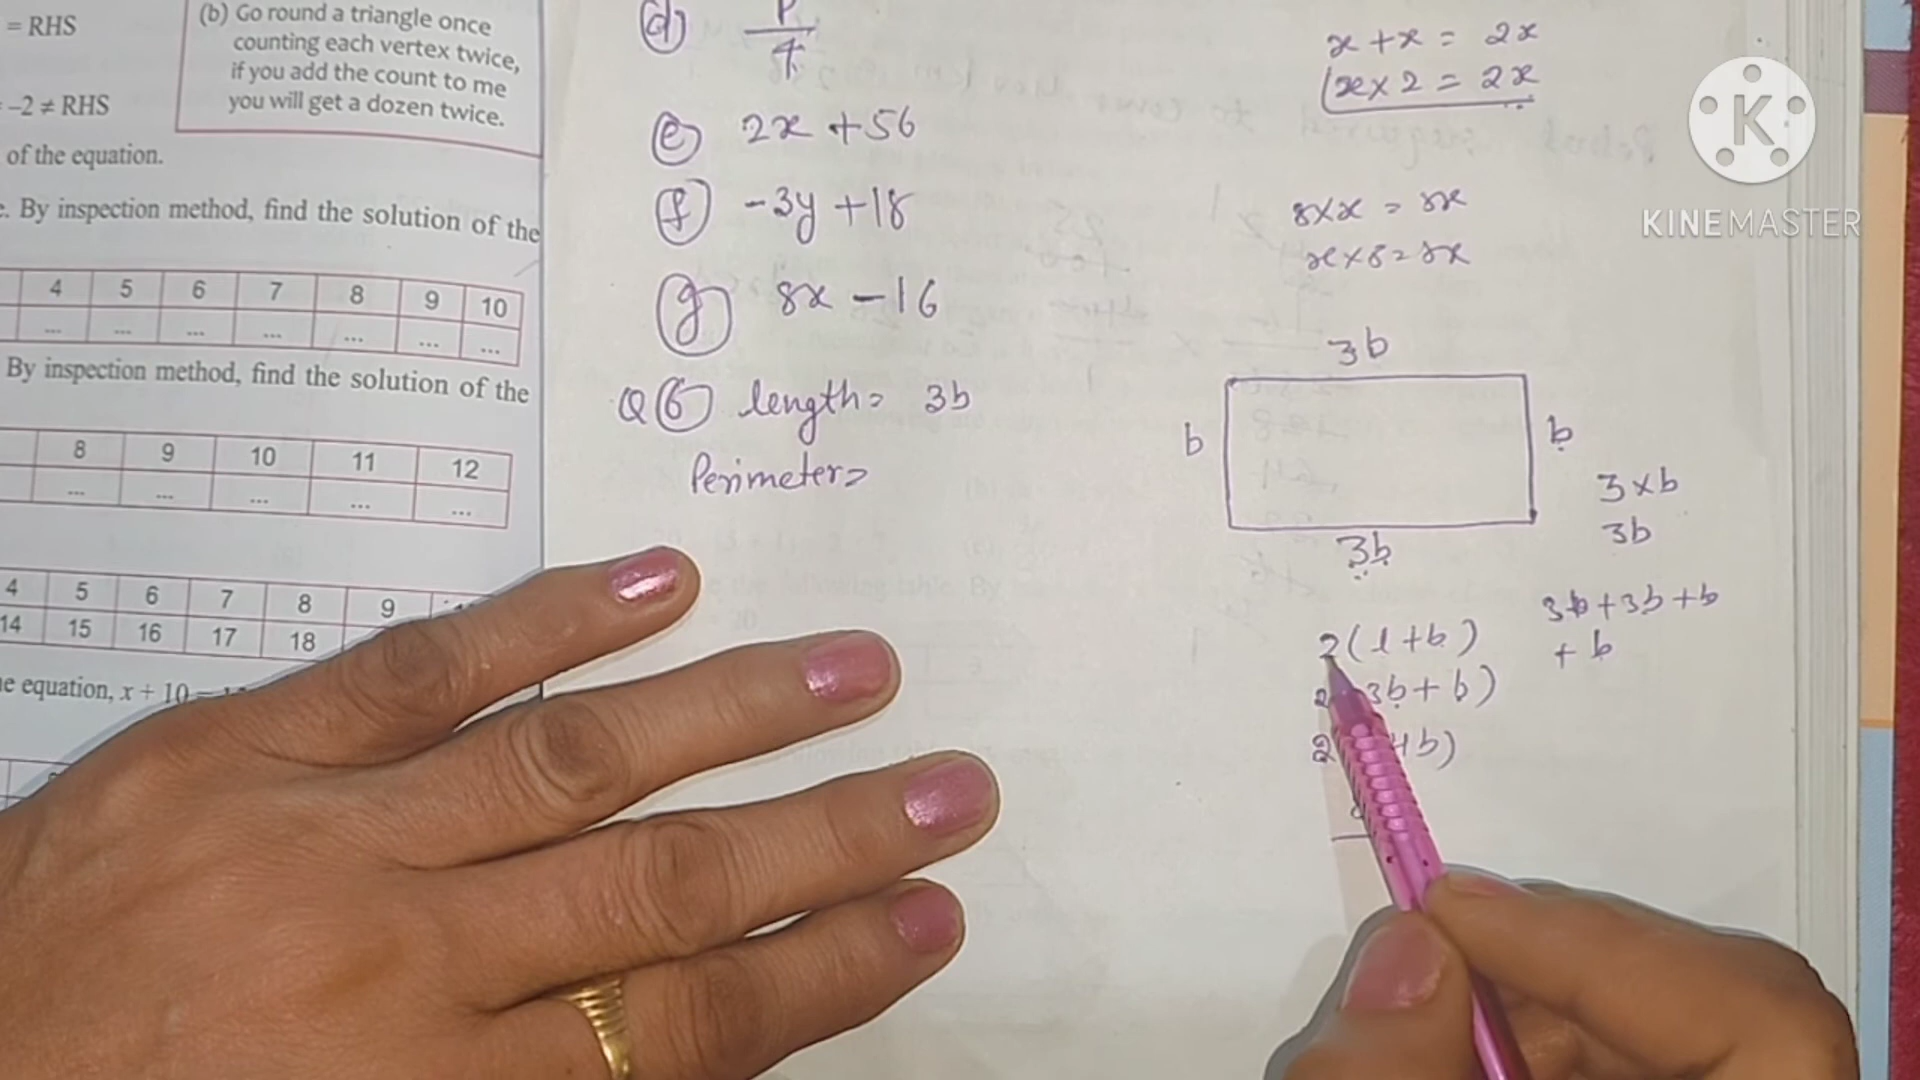 = RHS
-2 ≠ RHS
of the equation.
(b) Go round a triangle once
counting each vertex twice,
if you add the count to me
you will get a dozen twice.
By inspection method, find the solution of the
4 5 6 7 8 9 10
... ... ... ... ... ... ...
By inspection method, find the solution of the
8 9 10 11 12
... ... ... ... ...
4 5 6 7 8 9
14 15 16 17 18
equation, x + 10 =
(d) P/4
(e) 2x + 56
(f) -3y + 18
(g) 8x - 16
Q(6) length = 3b
Perimeter =
x + x = 2x
x × 2 = 2x
8 × x = 8x
x × 8 = 8x
3b
b
b
3b
3 × b
3b
3b + 3b + b
+ b
2(l + b)
2 3b + b)
2 b)
K
KINEMASTER